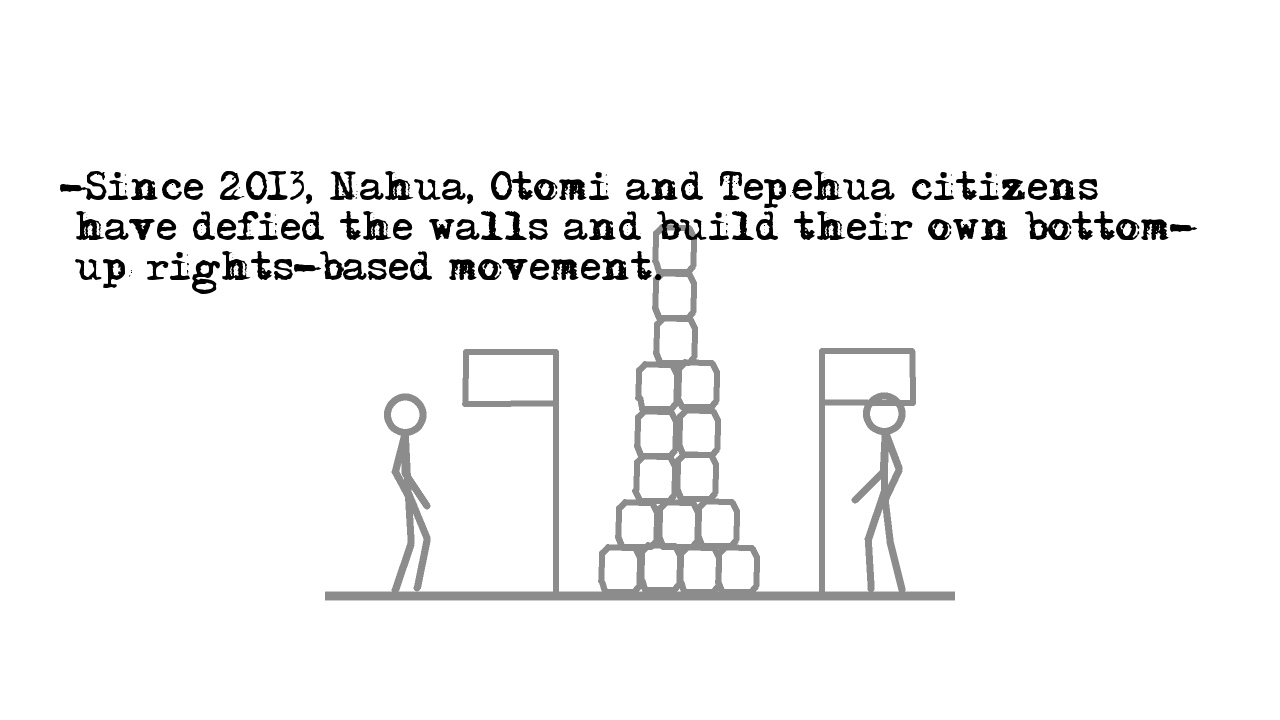 -Since 2013, Nahua, Otomi and Tepehua citizens
have defied the walls and build their own bottom-
up rights-based movement.